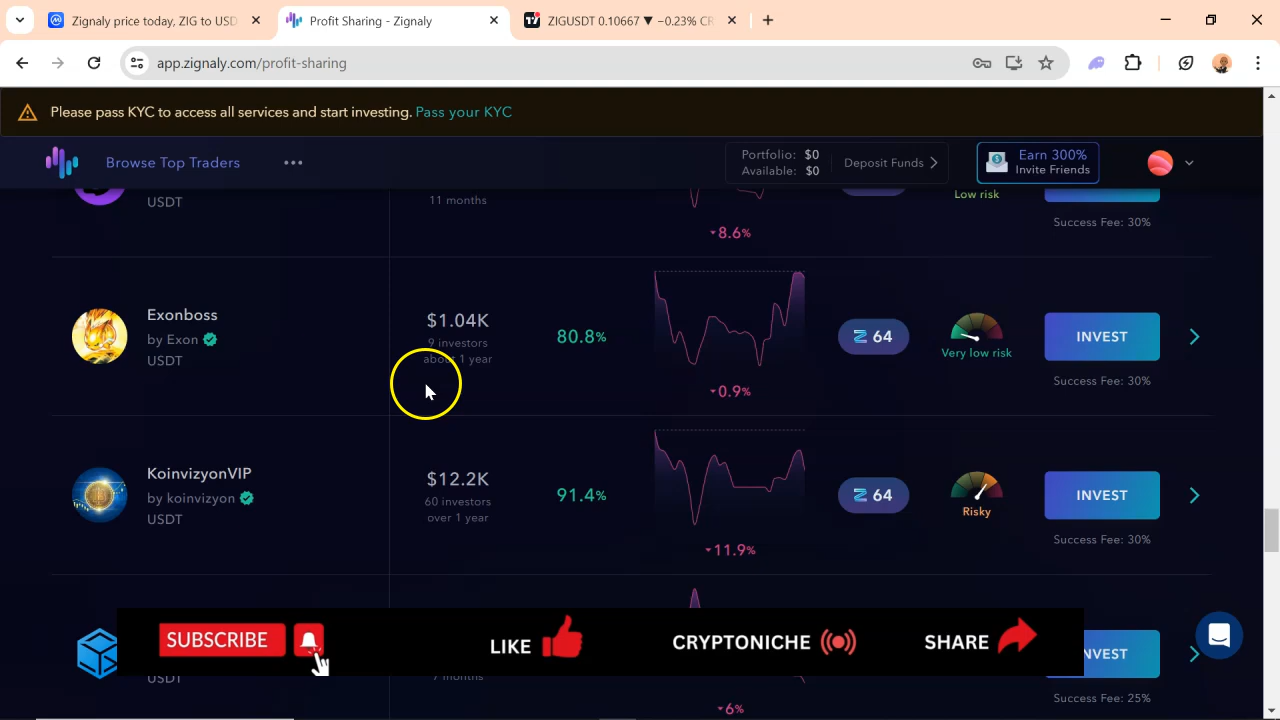 Zignaly price today, ZIG to USD
Profit Sharing - Zignaly
ZIGUSDT 0.10667 ▼ −0.23% CR
app.zignaly.com/profit-sharing
Please pass KYC to access all services and start investing. Pass your KYC
Browse Top Traders
Portfolio: $0
Available: $0
Deposit Funds
Earn 300%
Invite Friends
USDT
11 months
8.6%
Low risk
Success Fee: 30%
Exonboss
by Exon
USDT
$1.04K
9 investors
about 1 year
80.8%
0.9%
64
Very low risk
INVEST
Success Fee: 30%
KoinvizyonVIP
by koinvizyon
USDT
$12.2K
60 investors
over 1 year
91.4%
11.9%
64
Risky
INVEST
Success Fee: 30%
SUBSCRIBE
LIKE
CRYPTONICHE
SHARE
INVEST
USDT
7 months
6%
Success Fee: 25%